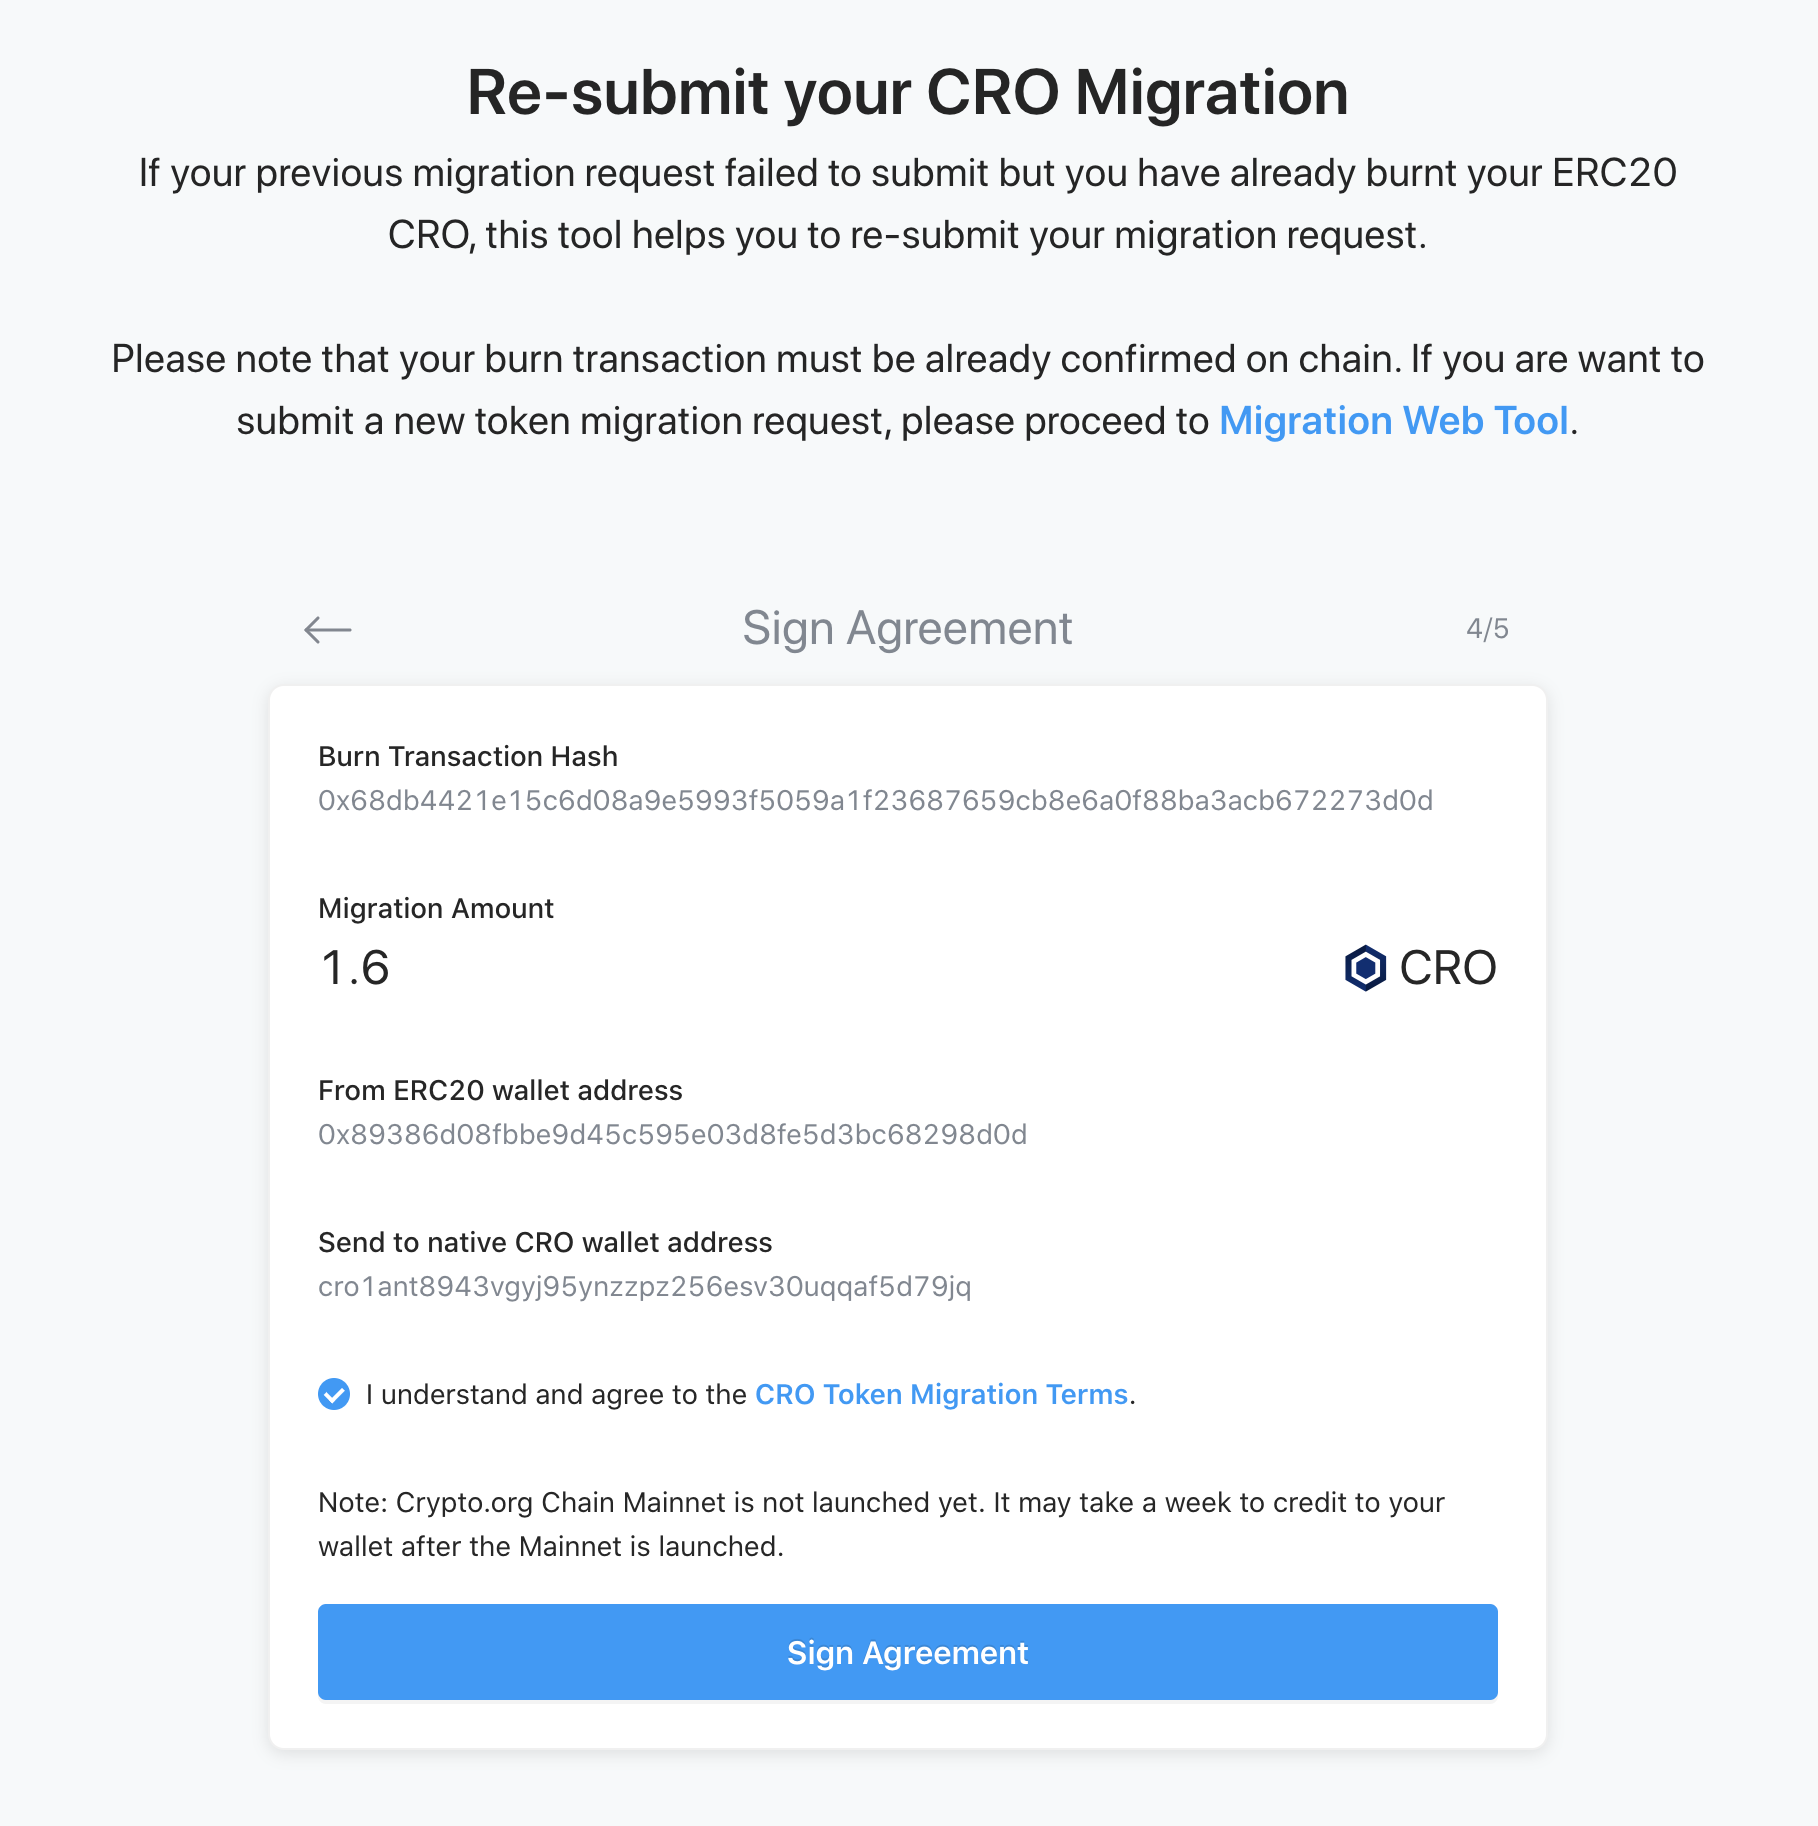 Re-submit your CRO Migration
If your previous migration request failed to submit but you have already burnt your ERC20
CRO, this tool helps you to re-submit your migration request.
Please note that your burn transaction must be already confirmed on chain. If you are want to
submit a new token migration request, please proceed to Migration Web Tool.
Sign Agreement
4/5
Burn Transaction Hash
0x68db4421e15c6d08a9e5993f5059a1f23687659cb8e6a0f88ba3acb672273d0d
Migration Amount
1.6
CRO
From ERC20 wallet address
0x89386d08fbbe9d45c595e03d8fe5d3bc68298d0d
Send to native CRO wallet address
cro1ant8943vgyj95ynzzpz256esv30uqqaf5d79jq
I understand and agree to the CRO Token Migration Terms.
Note: Crypto.org Chain Mainnet is not launched yet. It may take a week to credit to your
wallet after the Mainnet is launched.
Sign Agreement